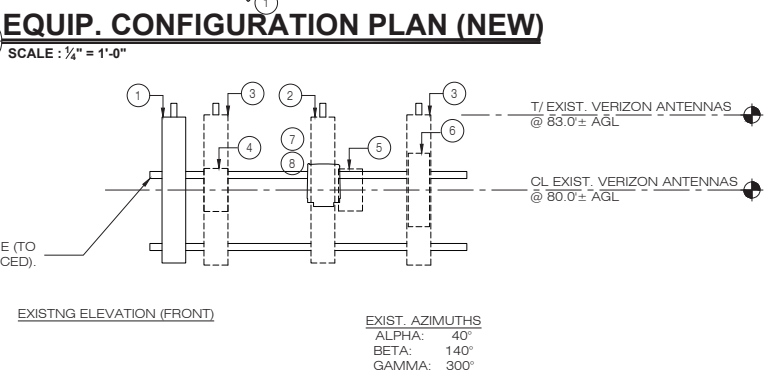 1
EQUIP. CONFIGURATION PLAN (NEW)
SCALE : ¼" = 1'-0"
1
3
2
3
7
8
4
5
6
T/ EXIST. VERIZON ANTENNAS
@ 83.0'± AGL
CL EXIST. VERIZON ANTENNAS
@ 80.0'± AGL
E (TO
CED).
EXISTNG ELEVATION (FRONT)
EXIST. AZIMUTHS
ALPHA: 40°
BETA: 140°
GAMMA: 300°